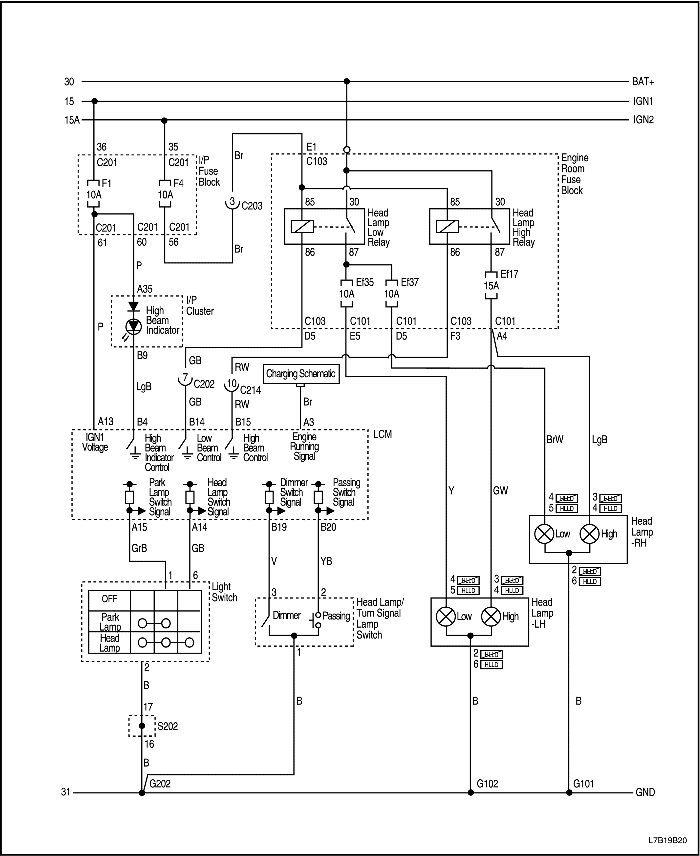 30 BAT+
15 IGN1
15A IGN2
36 35 Br E1
C201 C201 I/P Fuse Block C103 Engine Room Fuse Block
F1 10A F4 10A 3 C203
85 30 Head Lamp Low Relay 85 30 Head Lamp High Relay
C201 C201 C201
61 60 56 Br 86 87 86 87
P A35 Ef35 10A Ef37 10A Ef17 15A
I/P Cluster
High Beam Indicator
P C103 C101 C101 C103 C101
B9 D5 E5 D5 F3 A4
GB RW
LgB 7 C202 10 C214 Charging Schematic
GB RW Br
A13 B4 B14 B15 A3
LCM
IGN1 Voltage
High Beam Indicator Control
Low Beam Control
High Beam Control
Engine Running Signal
BrW LgB
Park Lamp Switch Signal
Head Lamp Switch Signal
Dimmer Switch Signal
Passing Switch Signal
Y GW
A15 A14 B19 B20
GrB GB V YB
4 3
5 HLLD 4 HLLD
Low High Head Lamp -RH
2
6 HLLD
1 6 Light Switch
OFF
Park Lamp
Head Lamp
3 2
Dimmer Passing
Head Lamp/ Turn Signal Lamp Switch
1
4 3
5 HLLD 4 HLLD
Low High Head Lamp -LH
2
6 HLLD
2
B B B B
17
S202
16
B
G202 G102 G101
31 GND
L7B19B20